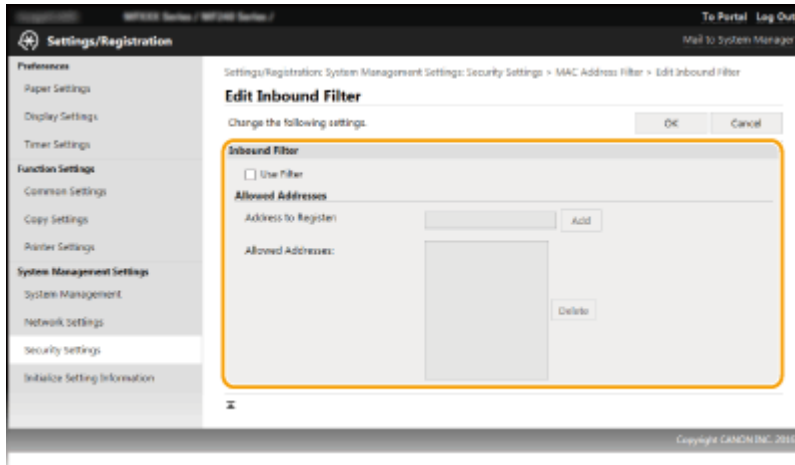 MF240 Series /
To Portal Log Out
Settings/Registration
Mail to System Manager
Preferences
Paper Settings
Display Settings
Timer Settings
Function Settings
Common Settings
Copy Settings
Printer Settings
System Management Settings
System Management
Network Settings
Security Settings
Initialize Setting Information
Settings/Registration: System Management Settings: Security Settings > MAC Address Filter > Edit Inbound Filter
Edit Inbound Filter
Change the following settings.
OK
Cancel
Inbound Filter
Use Filter
Allowed Addresses
Address to Register:
Add
Allowed Addresses:
Delete
Copyright CANON INC. 2016